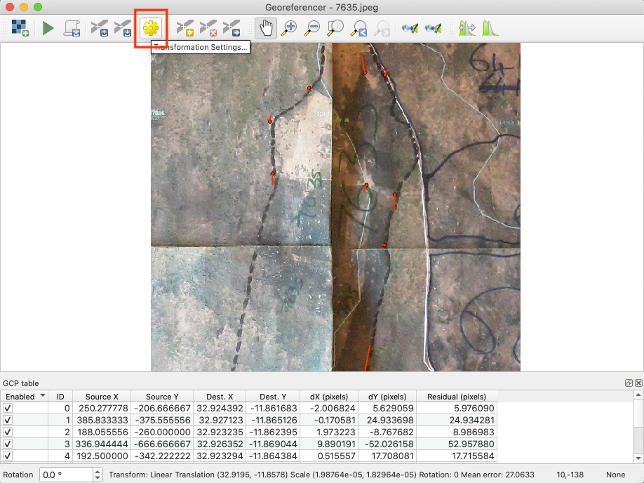 Georeferencer - 7635.jpeg
Transformation Settings...
64
7635
GCP table
Enabled ID Source X Source Y Dest. X Dest. Y dX (pixels) dY (pixels) Residual (pixels)
0 250.277778 -206.666667 32.924392 -11.861683 -2.006824 5.629059 5.976090
1 385.833333 -375.555556 32.927123 -11.865126 -0.170581 24.933698 24.934281
2 188.055556 -260.000000 32.923235 -11.862395 1.973223 -8.767682 8.986983
3 336.944444 -666.666667 32.926352 -11.869044 9.890191 -52.026158 52.957880
4 192.500000 -342.222222 32.923294 -11.864384 0.515557 17.708081 17.715584
Rotation 0.0 ° Transform: Linear Translation (32.9195, -11.8578) Scale (1.98764e-05, 1.82964e-05) Rotation: 0 Mean error: 27.0633 10,-138 None